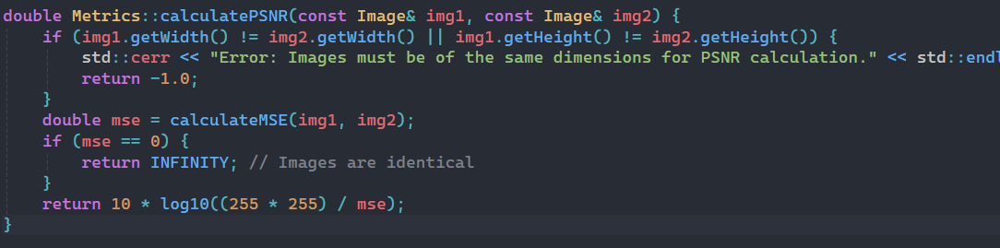 double Metrics::calculatePSNR(const Image& img1, const Image& img2) {
    if (img1.getWidth() != img2.getWidth() || img1.getHeight() != img2.getHeight()) {
        std::cerr << "Error: Images must be of the same dimensions for PSNR calculation." << std::endl
        return -1.0;
    }
    double mse = calculateMSE(img1, img2);
    if (mse == 0) {
        return INFINITY; // Images are identical
    }
    return 10 * log10((255 * 255) / mse);
}